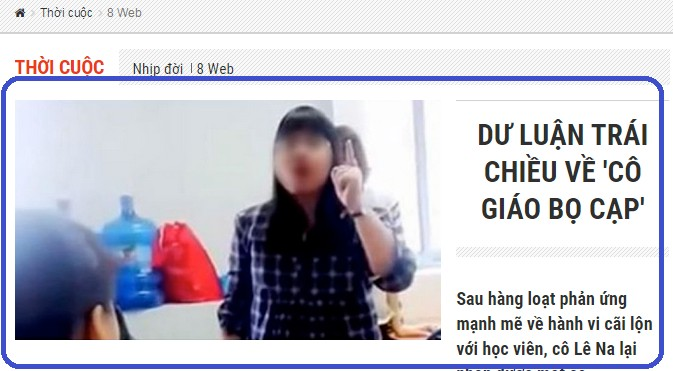 Thời cuộc 8 Web
THỜI CUỘC
Nhịp đời 8 Web
DƯ LUẬN TRÁI
CHIỀU VỀ 'CÔ
GIÁO BỌ CẠP'
Sau hàng loạt phản ứng
mạnh mẽ về hành vi cãi lộn
với học viên, cô Lê Na lại